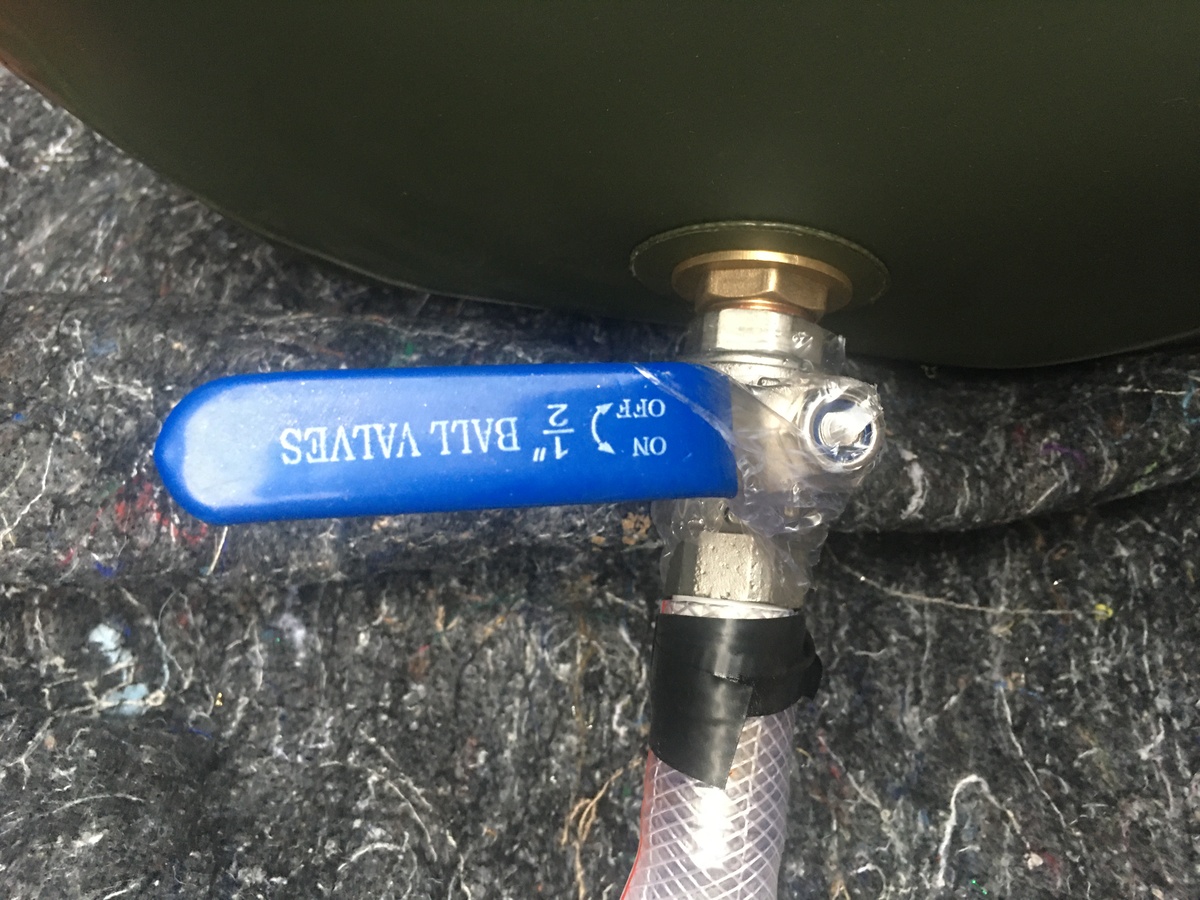 ON
OFF
1/2" BALL VALVES